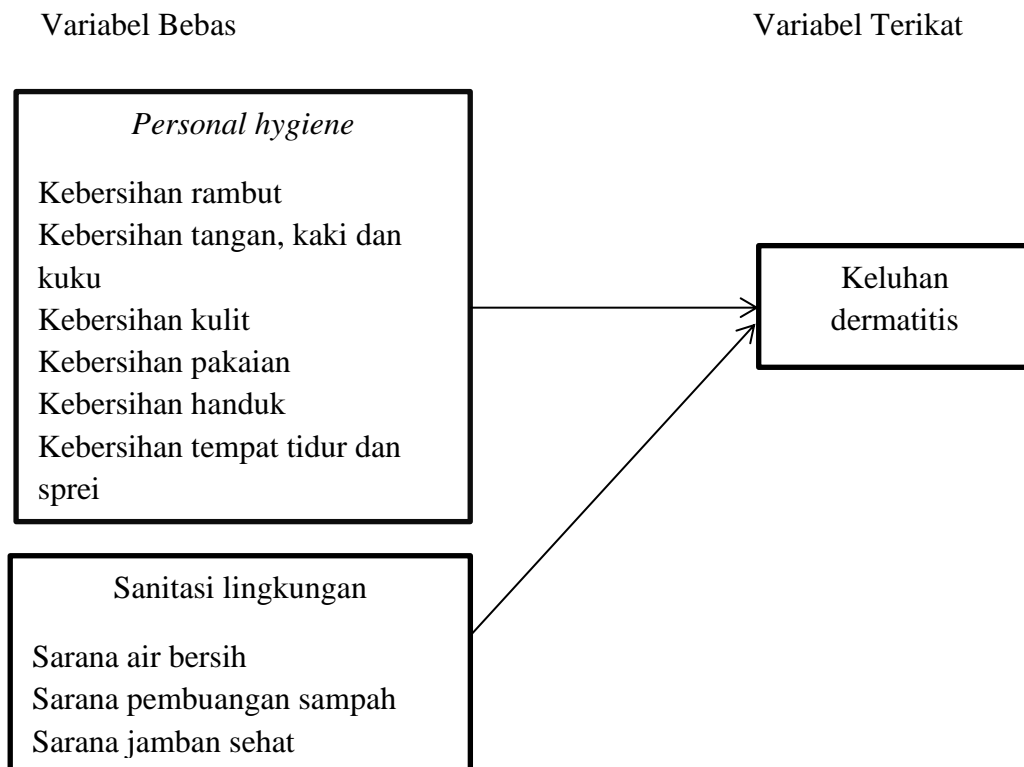 Variabel Bebas
Variabel Terikat
Personal hygiene
Kebersihan rambut
Kebersihan tangan, kaki dan
kuku
Kebersihan kulit
Kebersihan pakaian
Kebersihan handuk
Kebersihan tempat tidur dan
sprei
Keluhan
dermatitis
Sanitasi lingkungan
Sarana air bersih
Sarana pembuangan sampah
Sarana jamban sehat